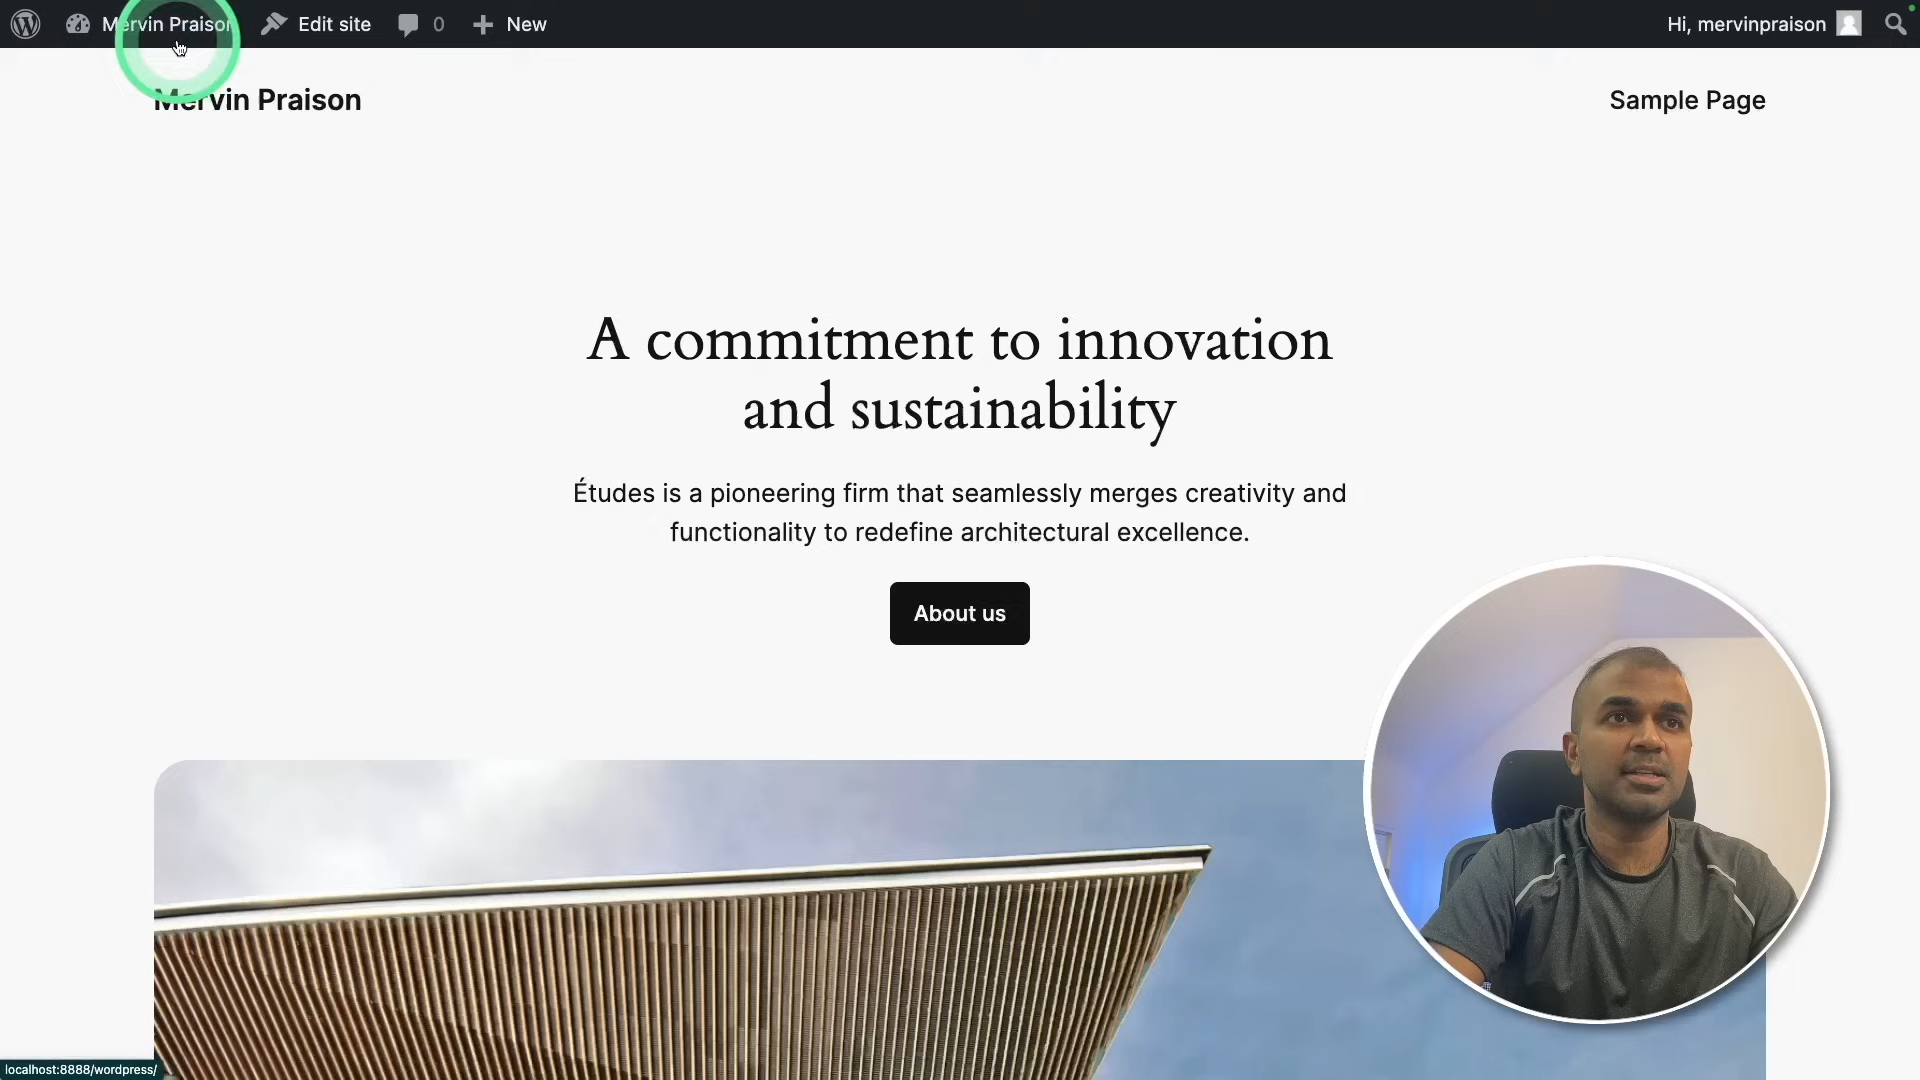 Mervin Praison Edit site 0 New Hi, mervinpraison
Mervin Praison Sample Page
A commitment to innovation
and sustainability
Études is a pioneering firm that seamlessly merges creativity and
functionality to redefine architectural excellence.
About us
localhost:8888/wordpress/